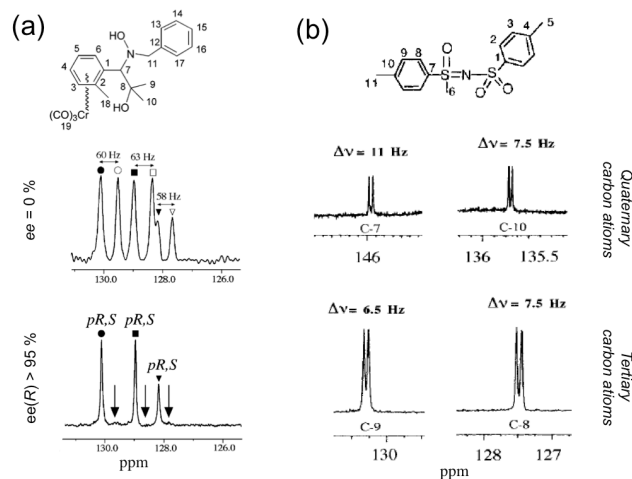 (a)
14
HO 13 15
N
12 16
5 6 11 17
4 1
7
3 2 9
8
18 10
HO
(CO)₃Cr
19
60 Hz 63 Hz
58 Hz
ee = 0 %
130.0 128.0 126.0
pR,S pR,S
pR,S
ee(R) > 95 %
130.0 128.0 126.0
ppm
(b)
3 5
4
2
9 8 O O 1
10 S N S
7
11 6 O
Δν = 11 Hz Δν = 7.5 Hz
C-7 C-10
146 136 135.5
Quaternary
carbon atioms
Δν = 6.5 Hz Δν = 7.5 Hz
C-9 C-8
130 128 127
ppm
Tertiary
carbon atioms